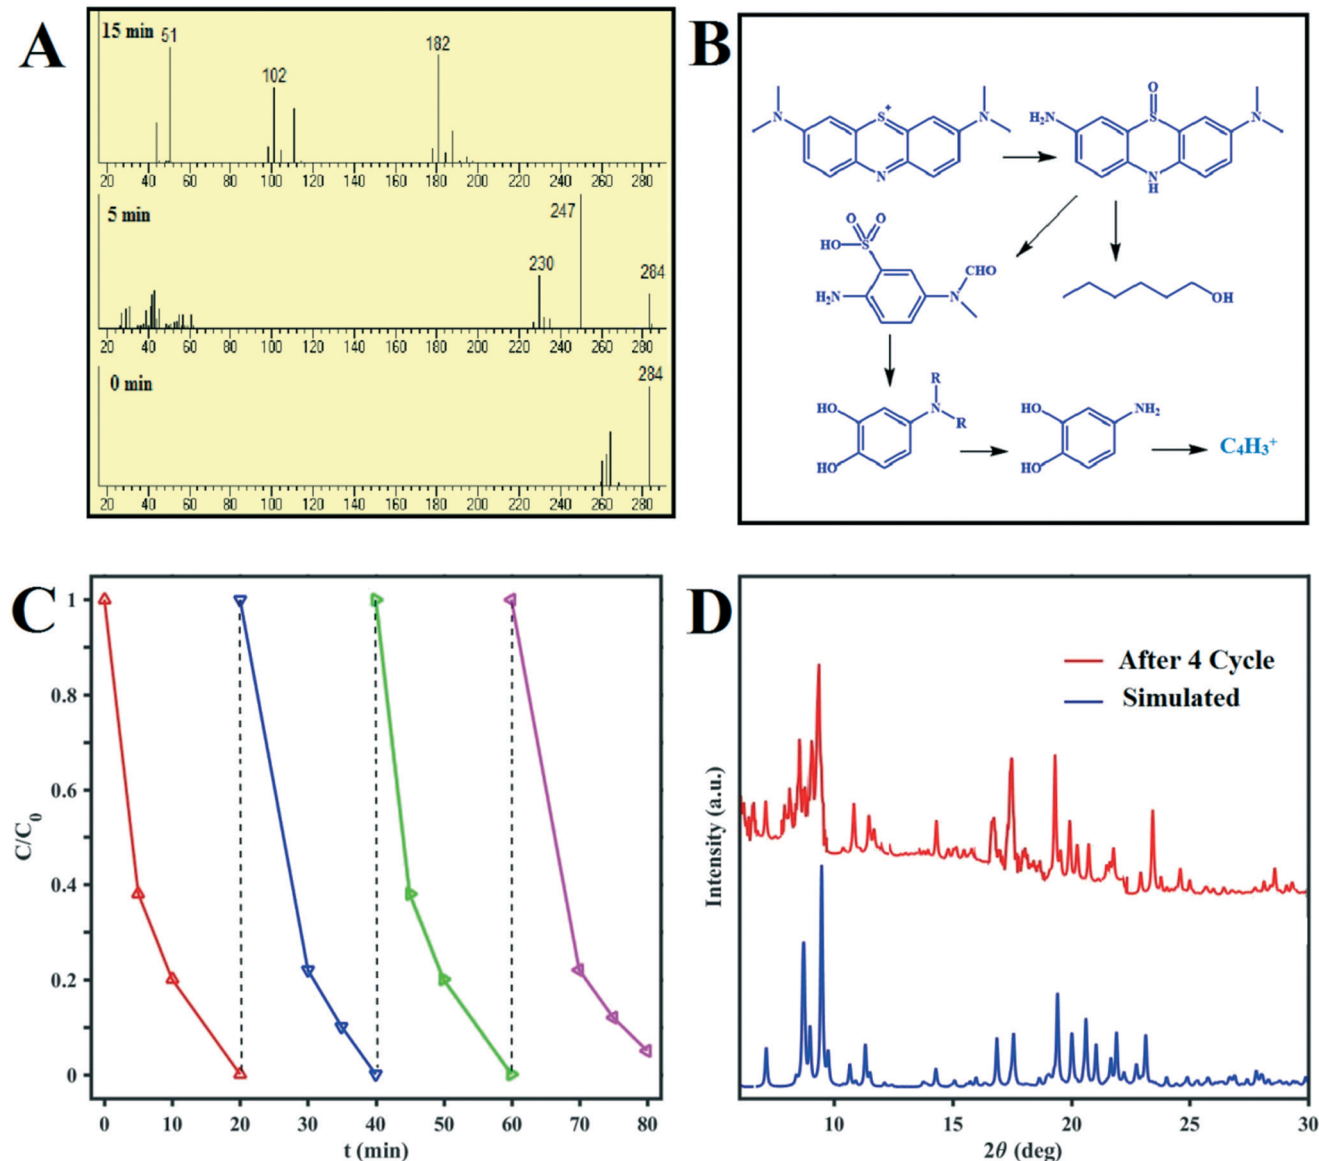 A
15 min
51
102
182
20 40 60 80 100 120 140 160 180 200 220 240 260 280
5 min
230
247
284
20 40 60 80 100 120 140 160 180 200 220 240 260 280
0 min
284
20 40 60 80 100 120 140 160 180 200 220 240 260 280
B
N
S+
N
N
H₂N
O
S
N
H
N
O O
HO S
CHO
H₂N
N
OH
HO
HO
R
N
R
HO
HO
NH₂
C₄H₃⁺
C
1
0.8
0.6
0.4
0.2
0
C/C₀
0 10 20 30 40 50 60 70 80
t (min)
D
After 4 Cycle
Simulated
Intensity (a.u.)
10 15 20 25 30
2θ (deg)